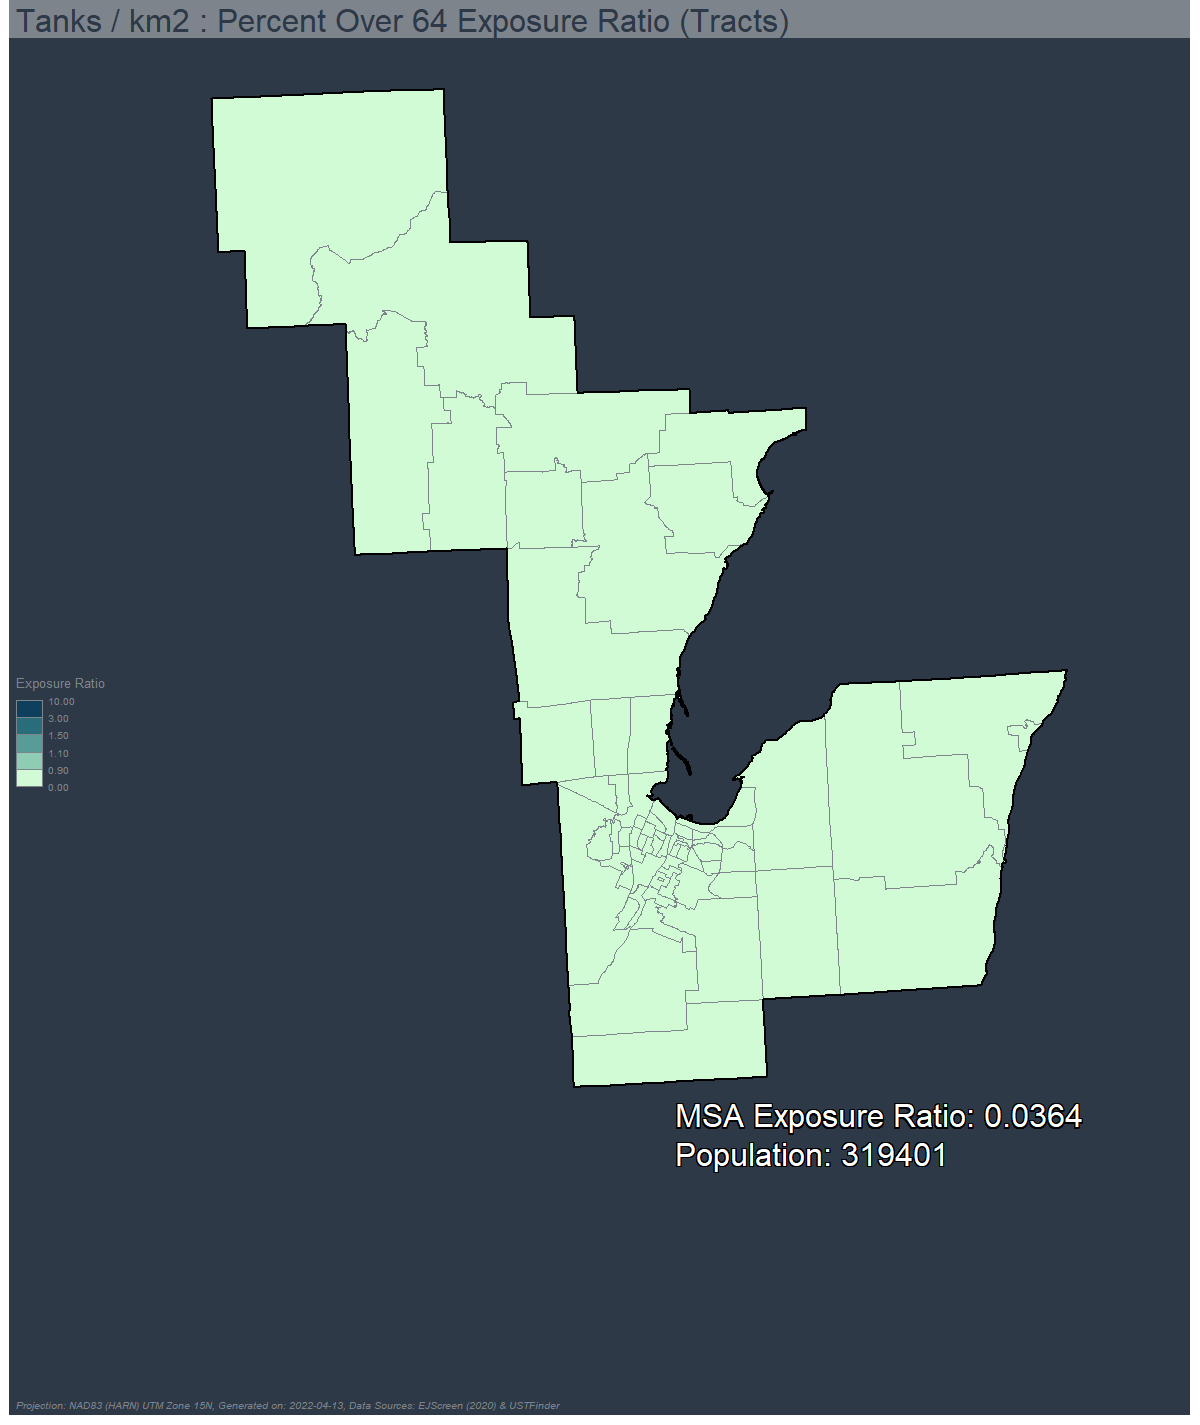 Tanks / km2 : Percent Over 64 Exposure Ratio (Tracts)
Exposure Ratio
10.00
3.00
1.50
1.10
0.90
0.00
MSA Exposure Ratio: 0.0364
Population: 319401
Projection: NAD83 (HARN) UTM Zone 15N, Generated on: 2022-04-13, Data Sources: EJScreen (2020) & USTFinder